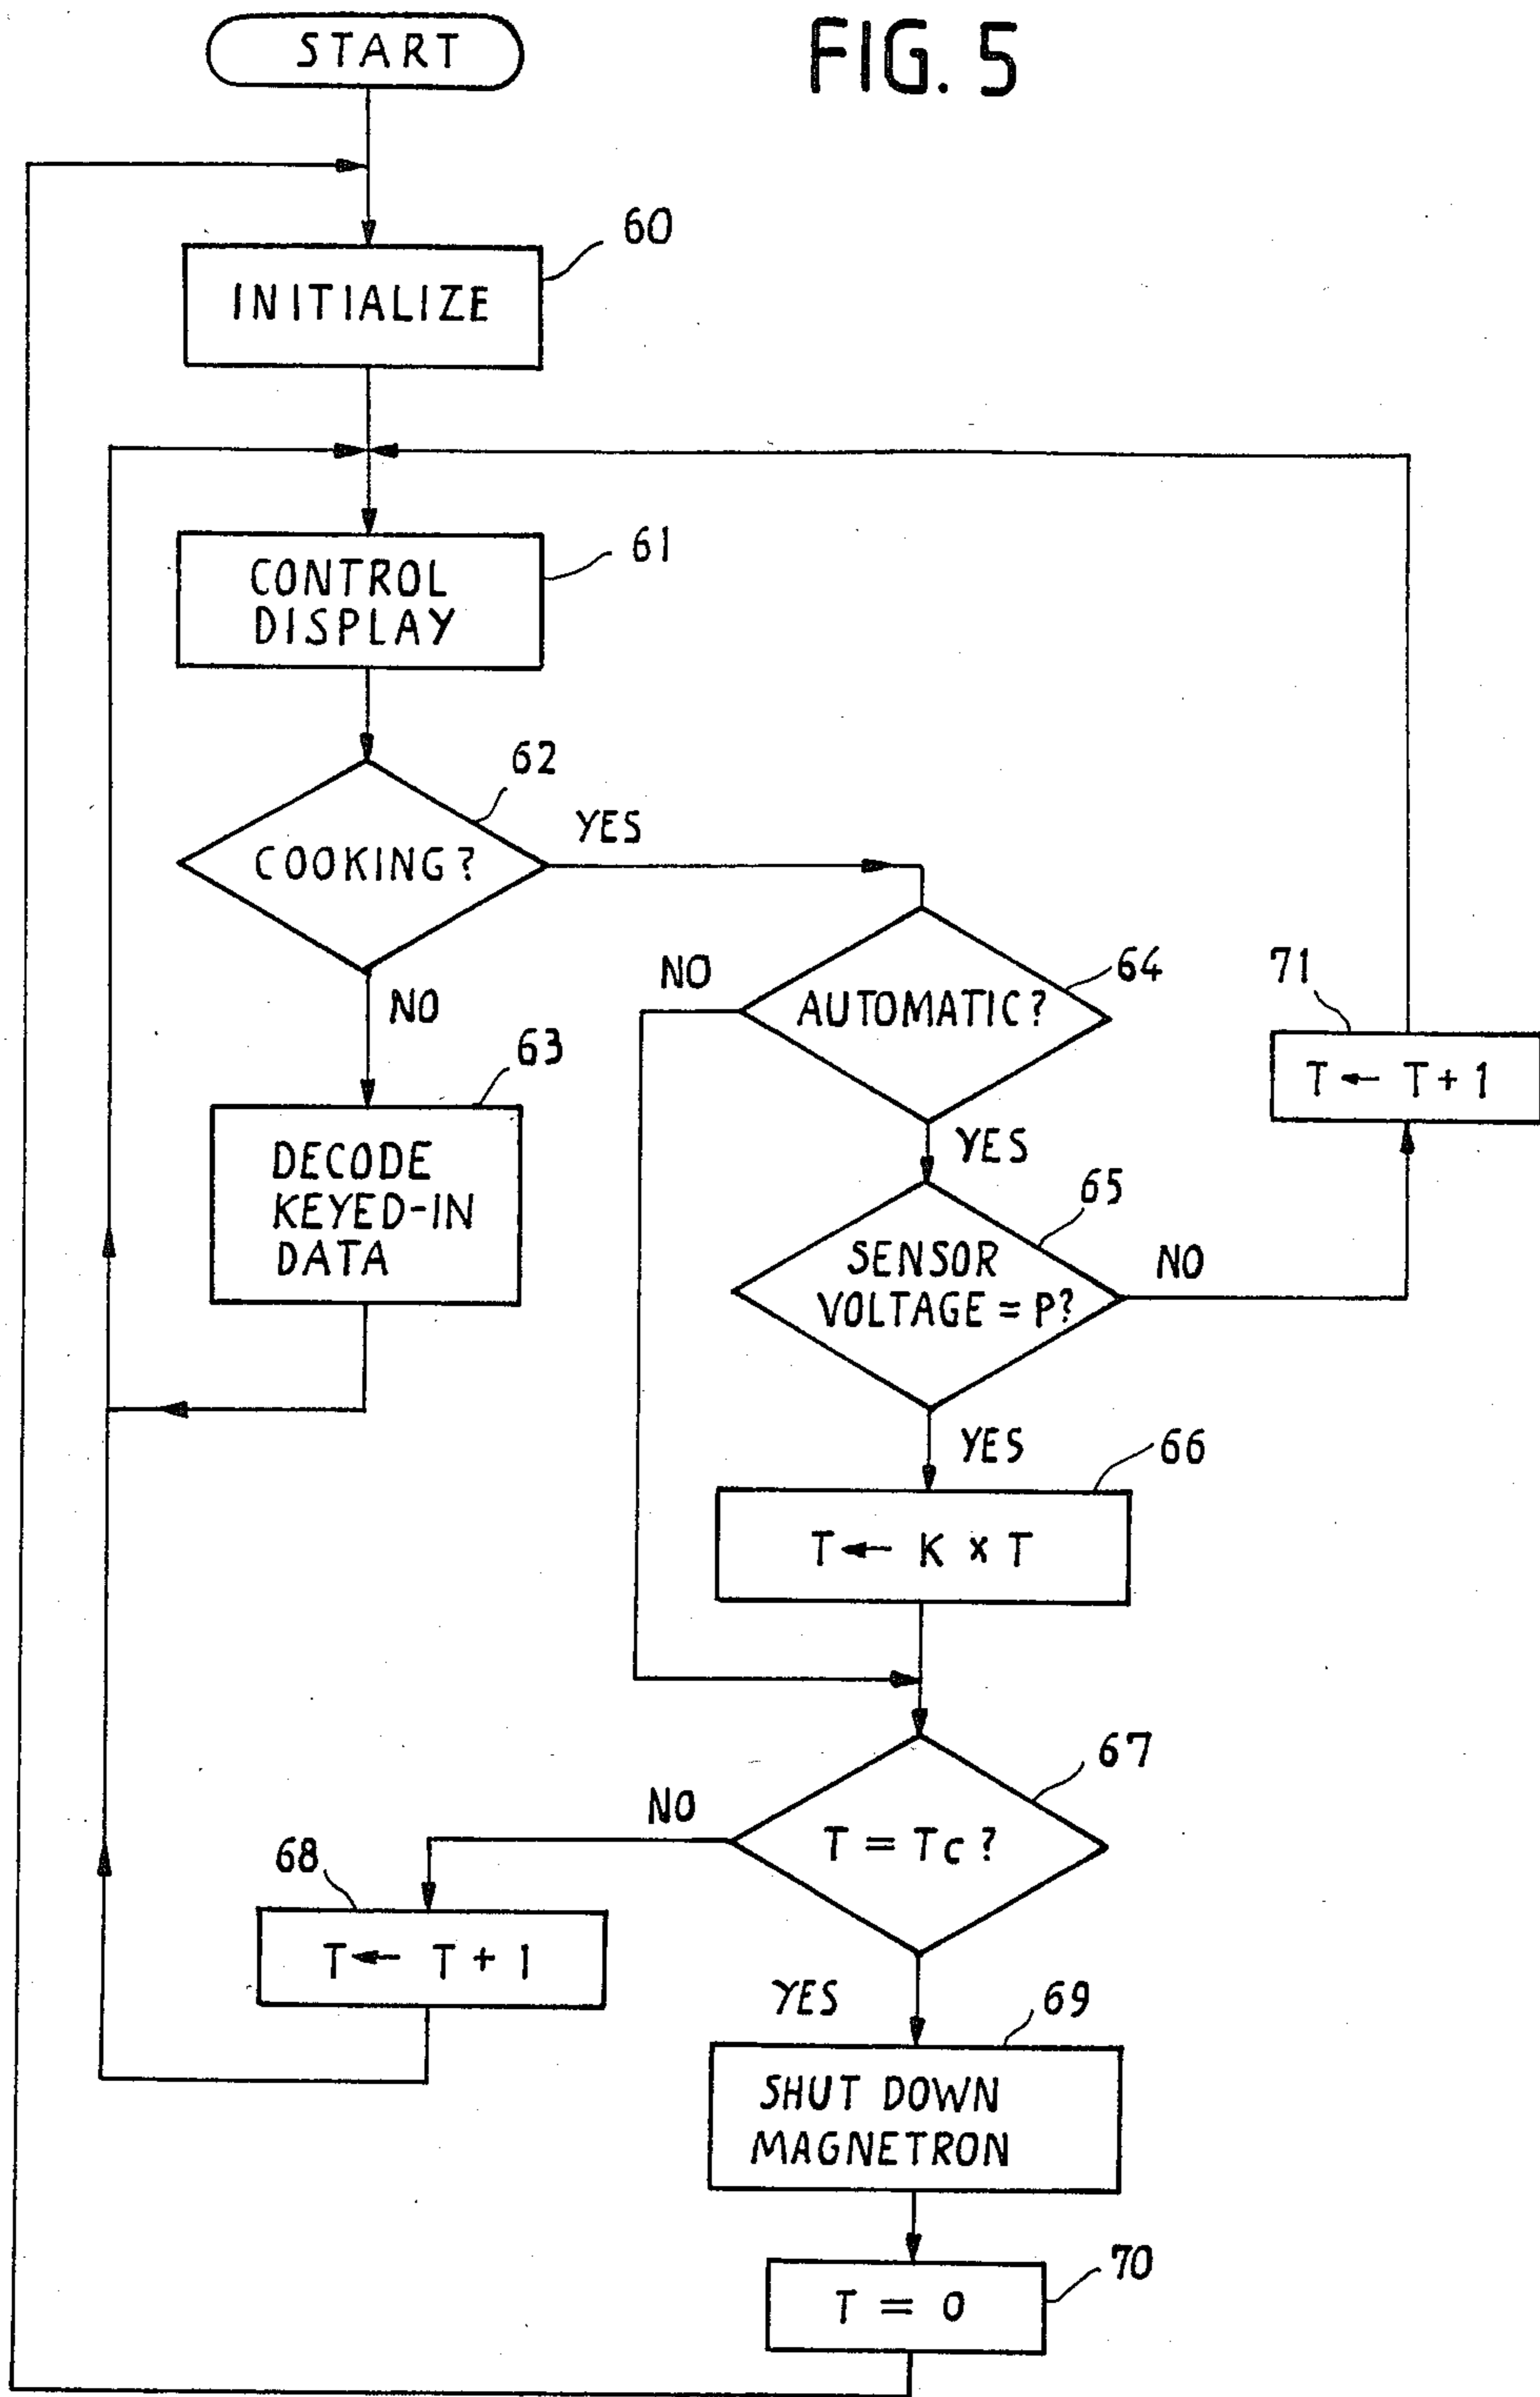 FIG. 5
START
60
INITIALIZE
61
CONTROL
DISPLAY
62
COOKING?
YES
NO
64
AUTOMATIC?
NO
YES
71
T ← T + 1
63
DECODE
KEYED-IN
DATA
65
SENSOR
VOLTAGE = P?
NO
YES
66
T ← K × T
67
T = Tc ?
NO
YES
68
T ← T + 1
69
SHUT DOWN
MAGNETRON
70
T = 0